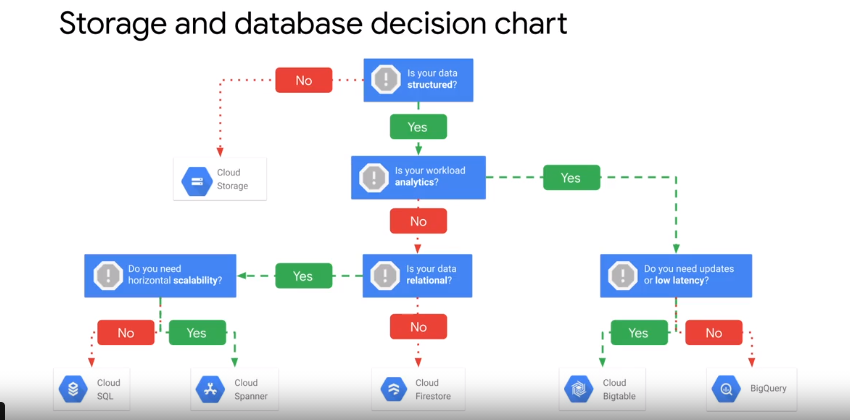 Storage and database decision chart
Is your data
structured?
No
Yes
Cloud
Storage
Is your workload
analytics?
Yes
No
Do you need
horizontal scalability?
Yes
Is your data
relational?
Do you need updates
or low latency?
No
Yes
No
Yes
No
Cloud
SQL
Cloud
Spanner
Cloud
Firestore
Cloud
Bigtable
BigQuery